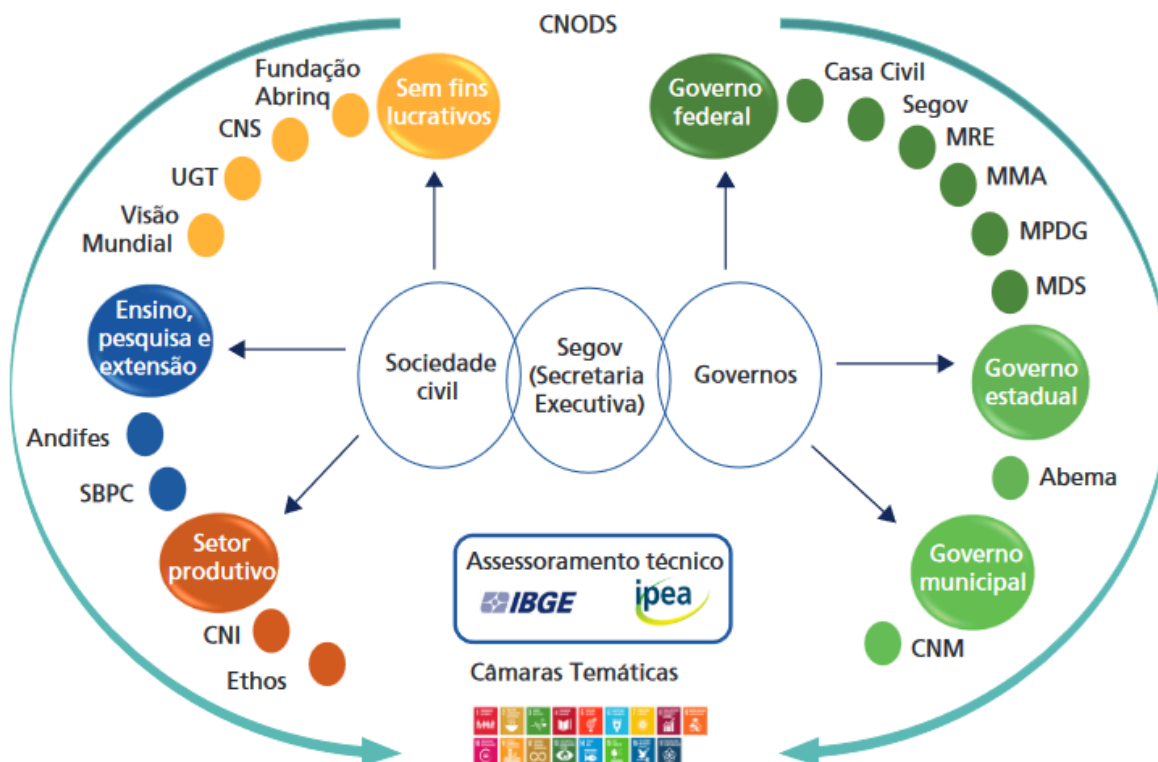 CNODS
Fundação
Abrinq
CNS
UGT
Visão
Mundial
Sem fins
lucrativos
Governo
federal
Casa Civil
Segov
MRE
MMA
MPDG
MDS
Ensino,
pesquisa e
extensão
Sociedade
civil
Segov
(Secretaria
Executiva)
Governos
Governo
estadual
Andifes
SBPC
Abema
Setor
produtivo
CNI
Ethos
Governo
municipal
CNM
Assessoramento técnico
IBGE
ipea
Câmaras Temáticas